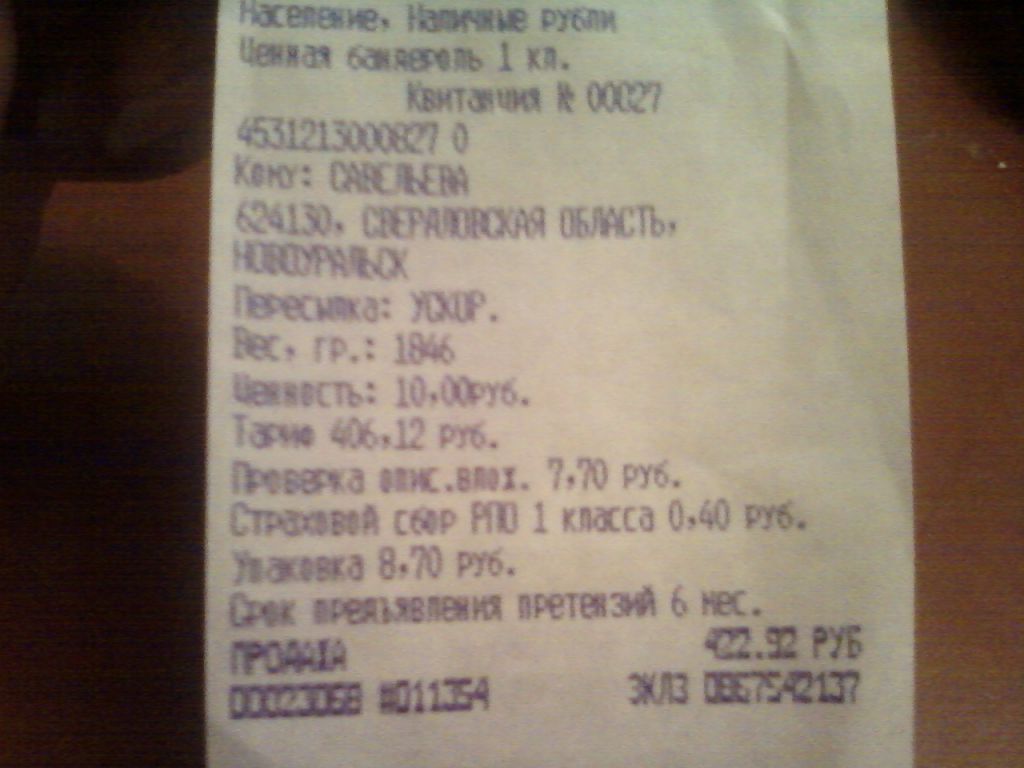 Население, Наличные рубли
Ценная бандероль 1 кл.
Квитанция № 00027
4531213000827 0
Кому: САВЕЛЬЕВА
624130, СВЕРДЛОВСКАЯ ОБЛАСТЬ,
НОВОУРАЛЬСК
Пересылка: УСКОР.
Вес, гр.: 1846
Ценность: 10,00руб.
Тариф 406,12 руб.
Проверка опис.влож. 7,70 руб.
Страховой сбор РПО 1 класса 0,40 руб.
Упаковка 8,70 руб.
Срок предъявления претензий 6 мес.
ПРОДАЖА 422.92 РУБ
00023068 #011354 ЭКЛЗ 0867542137